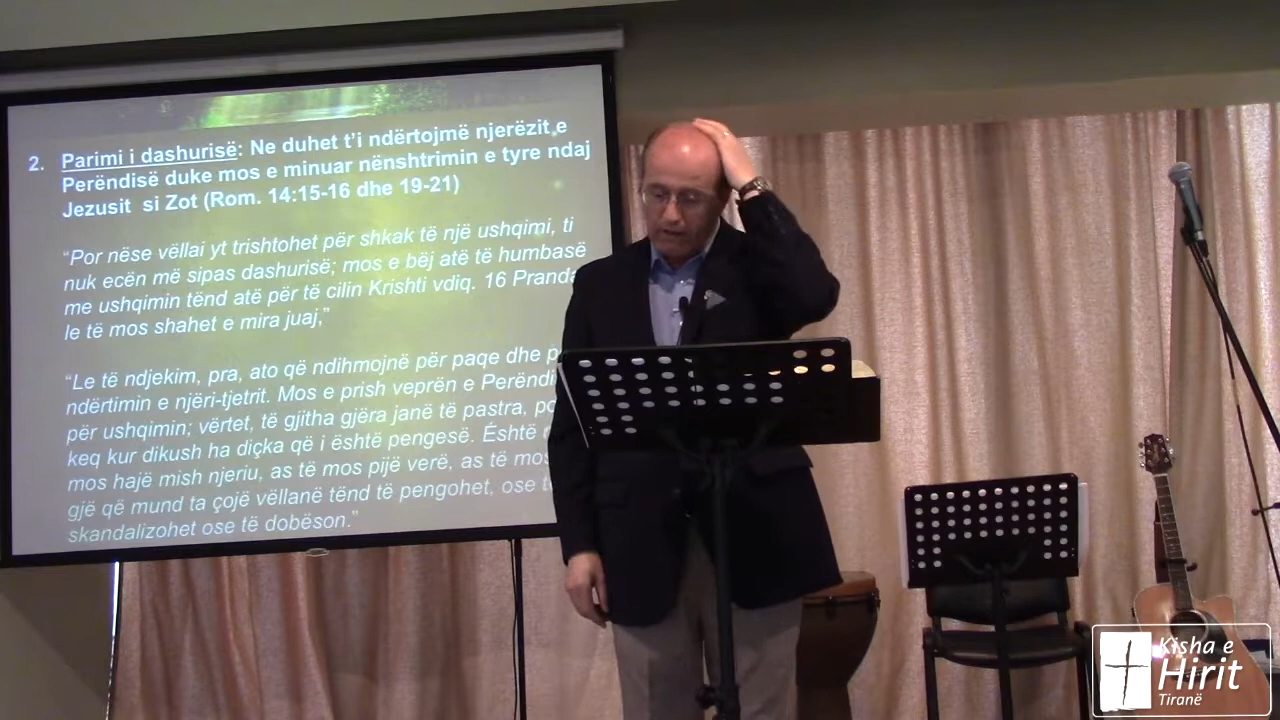 2. Parimi i dashurisë: Ne duhet t'i ndërtojmë njerëzit e
Perëndisë duke mos e minuar nënshtrimin e tyre ndaj
Jezusit si Zot (Rom. 14:15-16 dhe 19-21)
“Por nëse vëllai yt trishtohet për shkak të një ushqimi, ti
nuk ecën më sipas dashurisë; mos e bëj atë të humbasë
me ushqimin tënd atë për të cilin Krishti vdiq. 16
le të mos shahet e mira juaj,”
“Le të ndjekim, pra, ato që ndihmojnë për paqe dhe
ndërtimin e njëri-tjetrit. Mos e prish veprën e
për ushqimin; vërtet, të gjitha gjëra janë të pastra,
keq kur dikush ha diçka që i është pengesë. Është
mos hajë mish njeriu, as të mos pijë verë, as të mos
gjë që mund ta çojë vëllanë tënd të pengohet, ose
skandalizohet ose të dobëson.”
Kisha e
Hirit
Tiranë